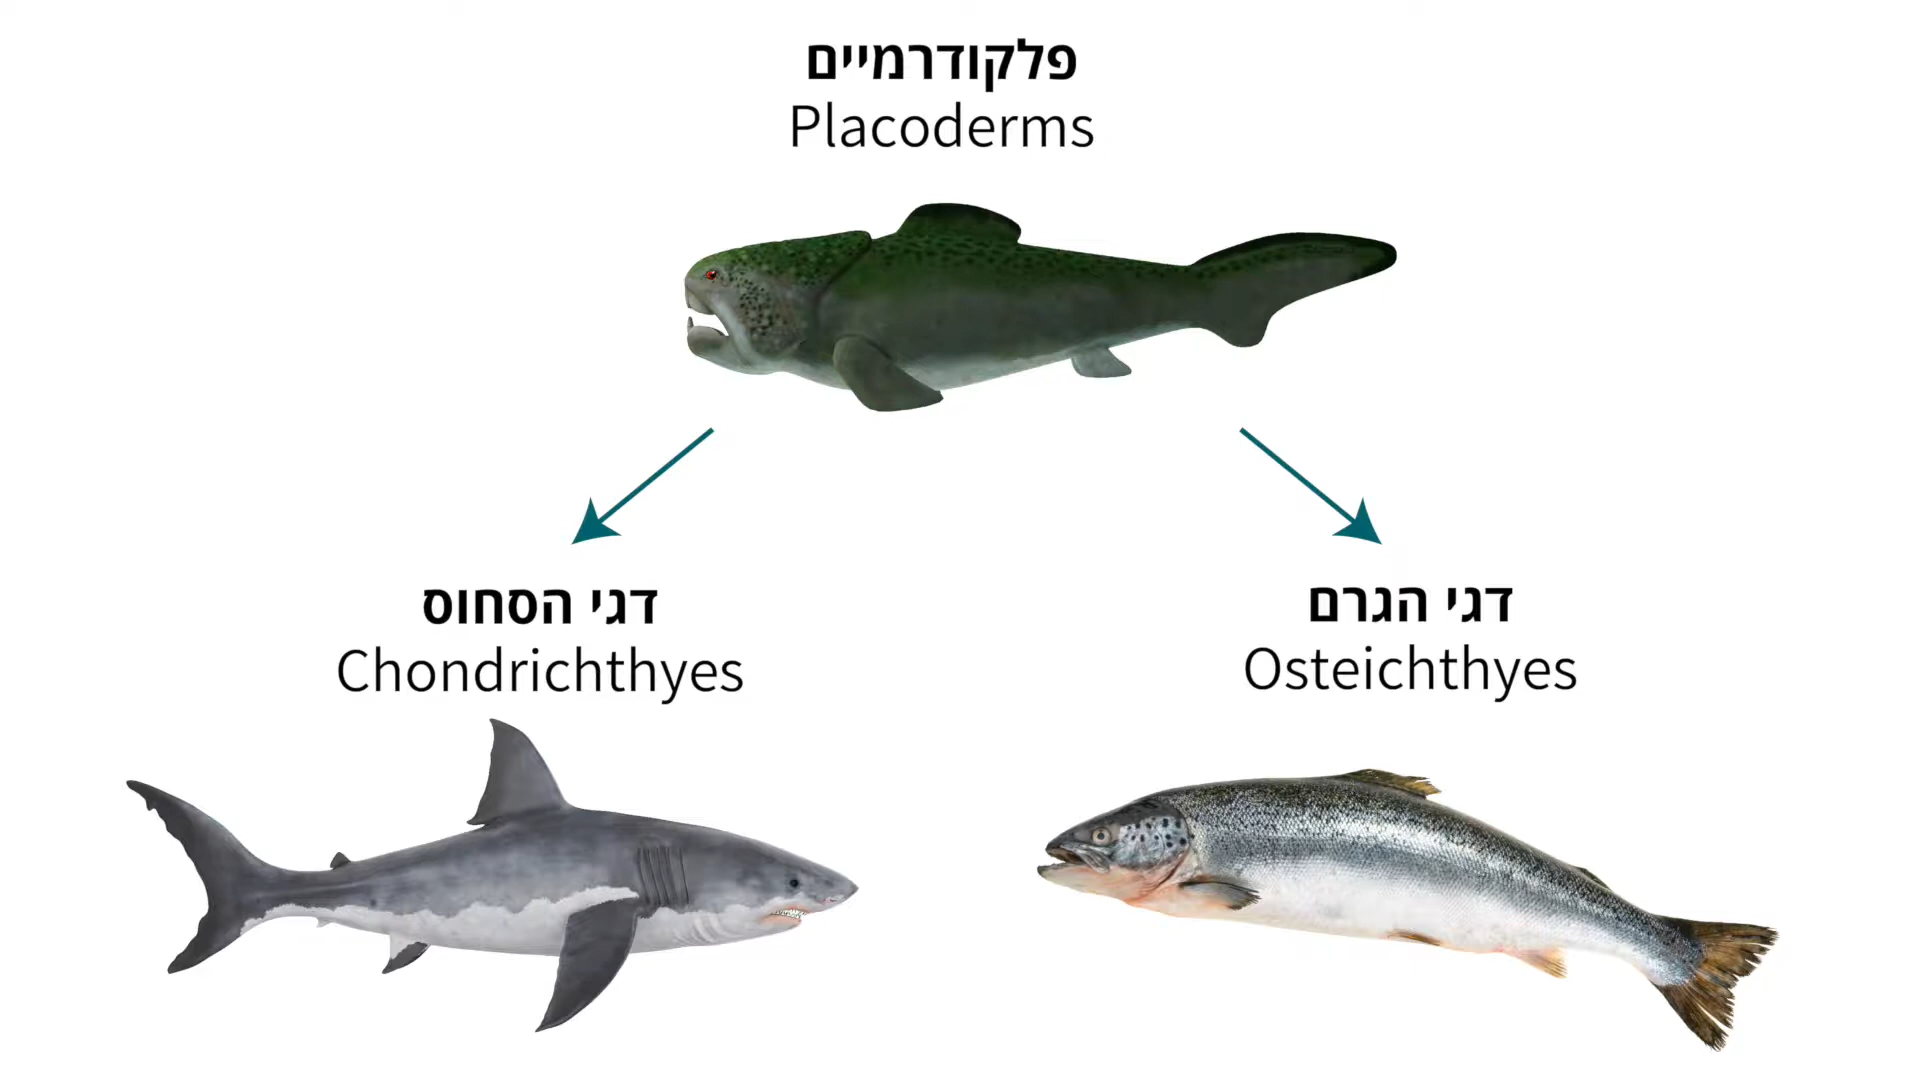 פלקודרמיים
Placoderms
דגי הסחוס
Chondrichthyes
דגי הגרם
Osteichthyes